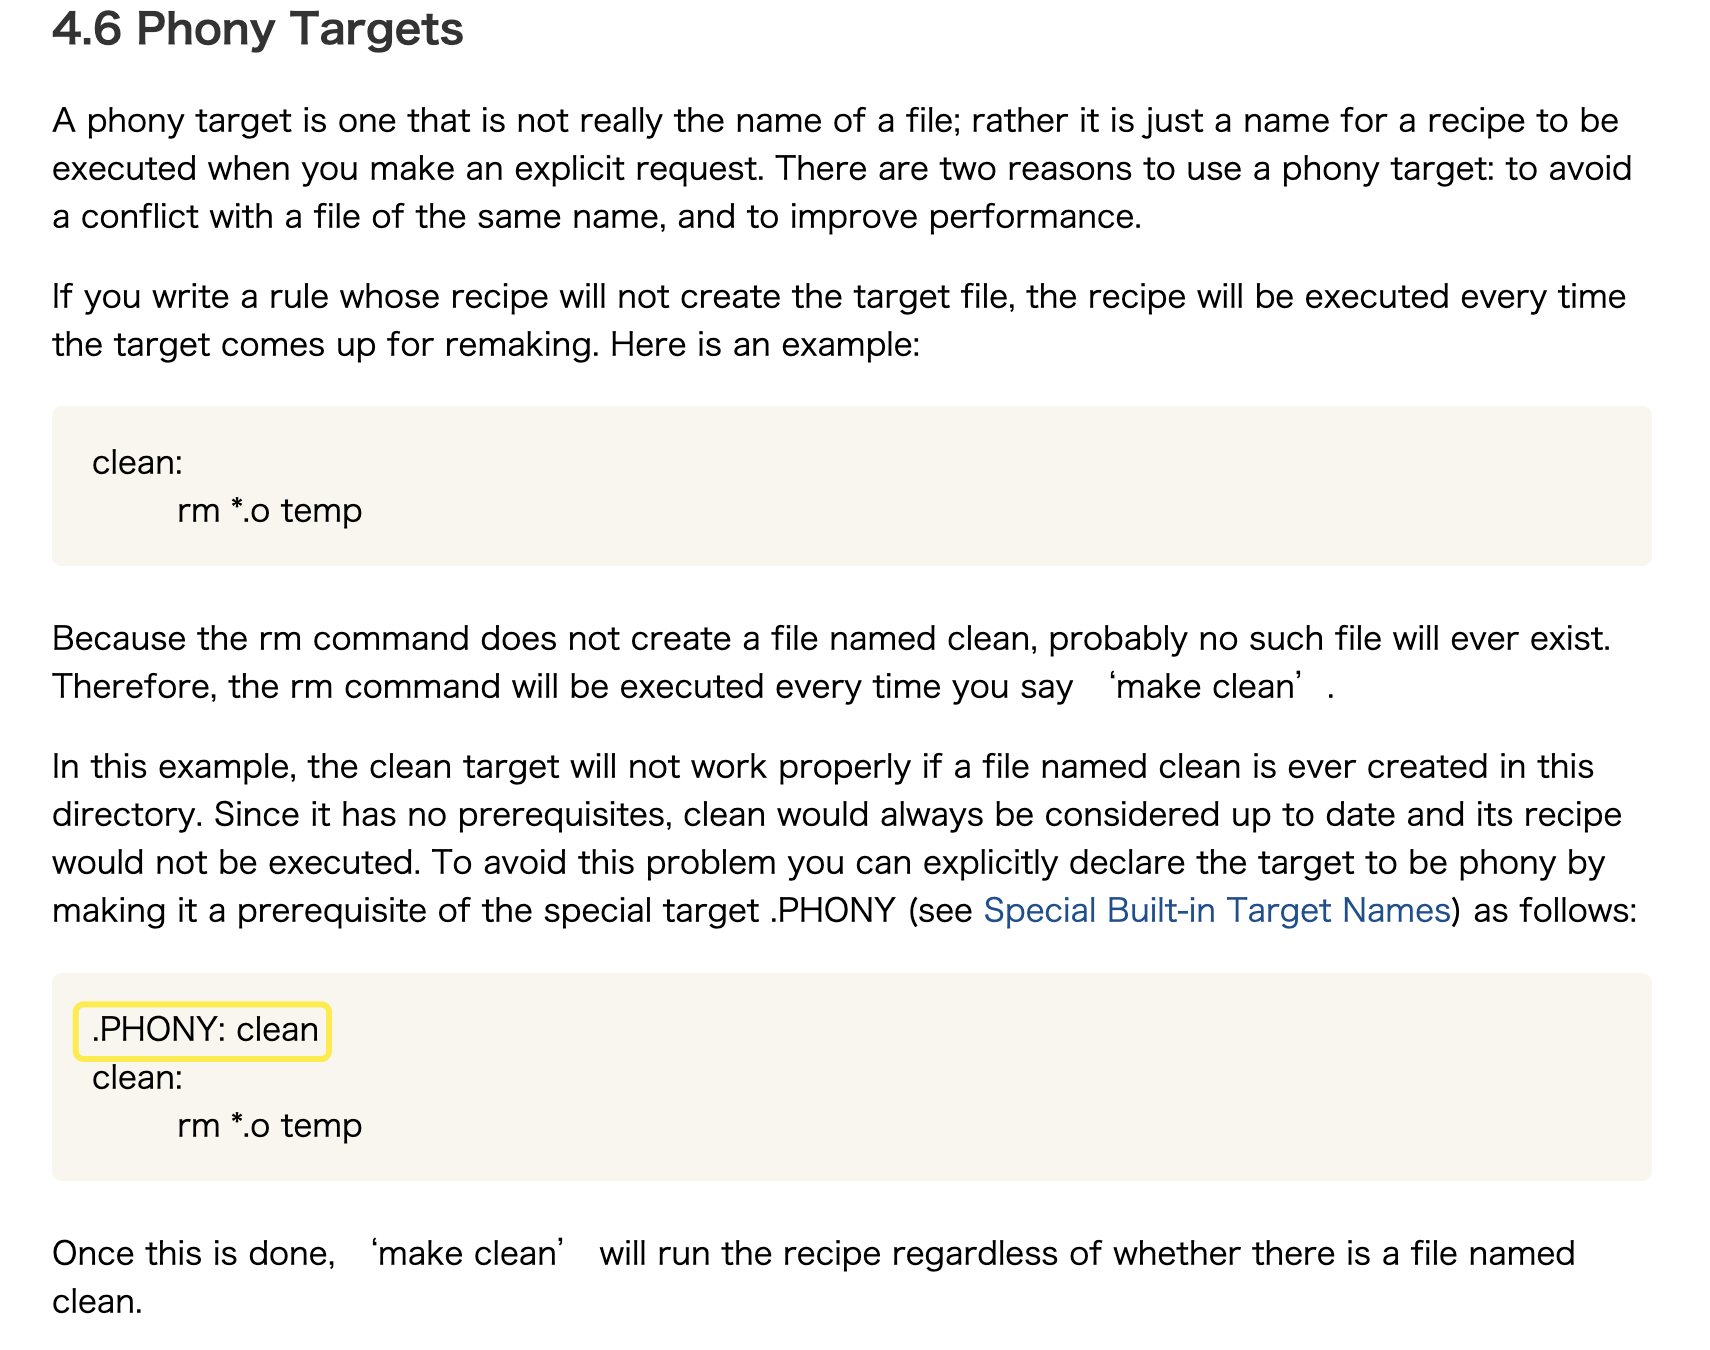 4.6 Phony Targets
A phony target is one that is not really the name of a file; rather it is just a name for a recipe to be
executed when you make an explicit request. There are two reasons to use a phony target: to avoid
a conflict with a file of the same name, and to improve performance.
If you write a rule whose recipe will not create the target file, the recipe will be executed every time
the target comes up for remaking. Here is an example:
clean:
rm *.o temp
Because the rm command does not create a file named clean, probably no such file will ever exist.
Therefore, the rm command will be executed every time you say ‘make clean’.
In this example, the clean target will not work properly if a file named clean is ever created in this
directory. Since it has no prerequisites, clean would always be considered up to date and its recipe
would not be executed. To avoid this problem you can explicitly declare the target to be phony by
making it a prerequisite of the special target .PHONY (see Special Built-in Target Names) as follows:
.PHONY: clean
clean:
rm *.o temp
Once this is done, ‘make clean’ will run the recipe regardless of whether there is a file named
clean.